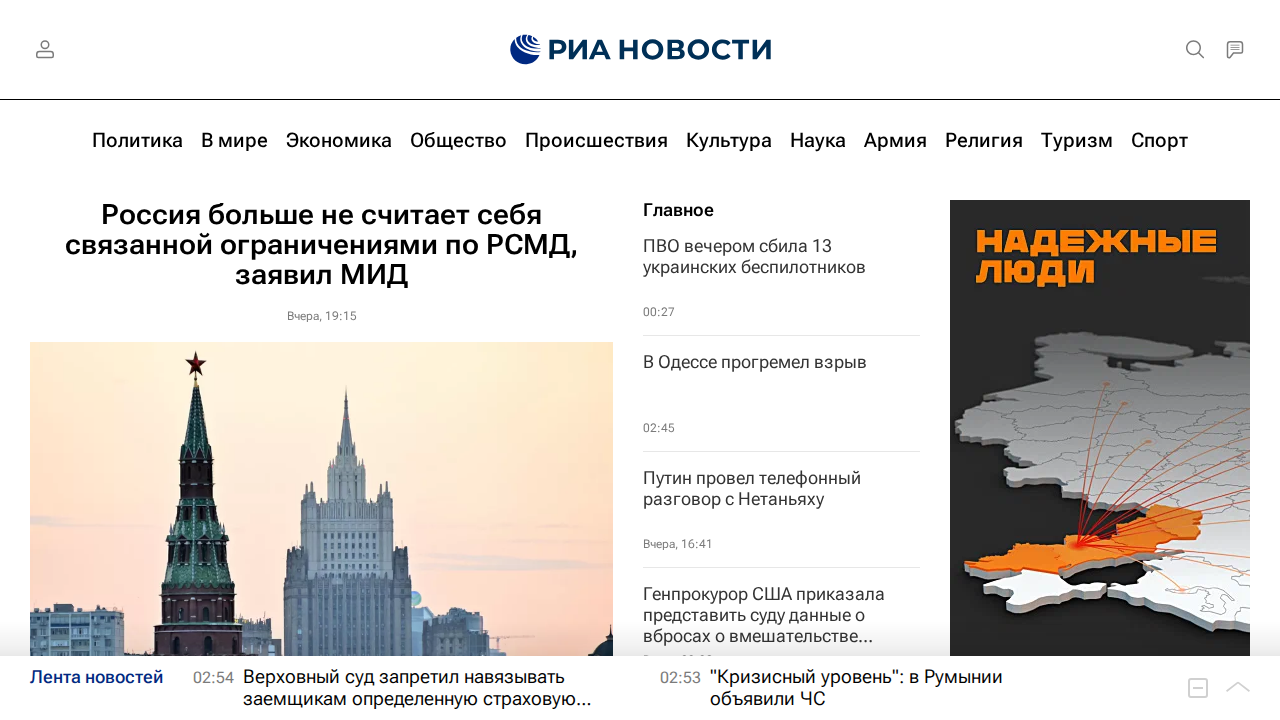 РИА НОВОСТИ
Политика В мире Экономика Общество Происшествия Культура Наука Армия Религия Туризм Спорт
Россия больше не считает себя
связанной ограничениями по РСМД,
заявил МИД
Вчера, 19:15
Главное
ПВО вечером сбила 13
украинских беспилотников
00:27
В Одессе прогремел взрыв
02:45
Путин провел телефонный
разговор с Нетаньяху
Вчера, 16:41
Генпрокурор США приказала
представить суду данные о
вбросах о вмешательстве...
НАДЕЖНЫЕ
ЛЮДИ
Лента новостей
02:54 Верховный суд запретил навязывать
заемщикам определенную страховую...
02:53 "Кризисный уровень": в Румынии
объявили ЧС